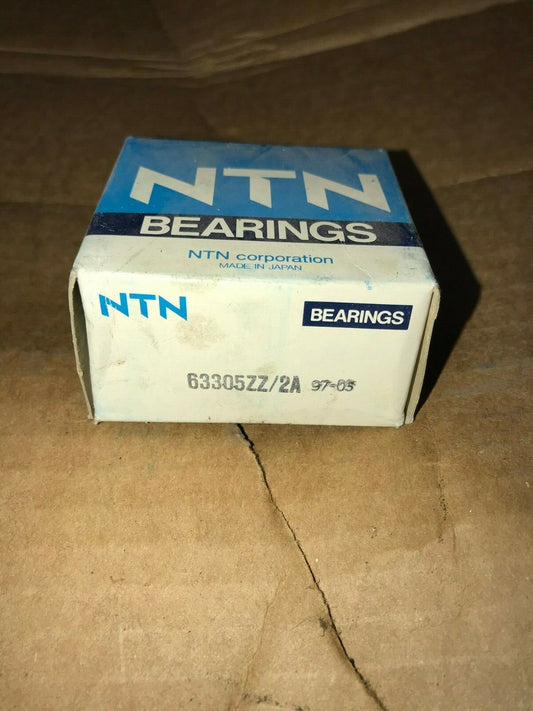 NTN
BEARINGS
NTN corporation
MADE IN JAPAN
NTN BEARINGS
63305ZZ/2A 97-05